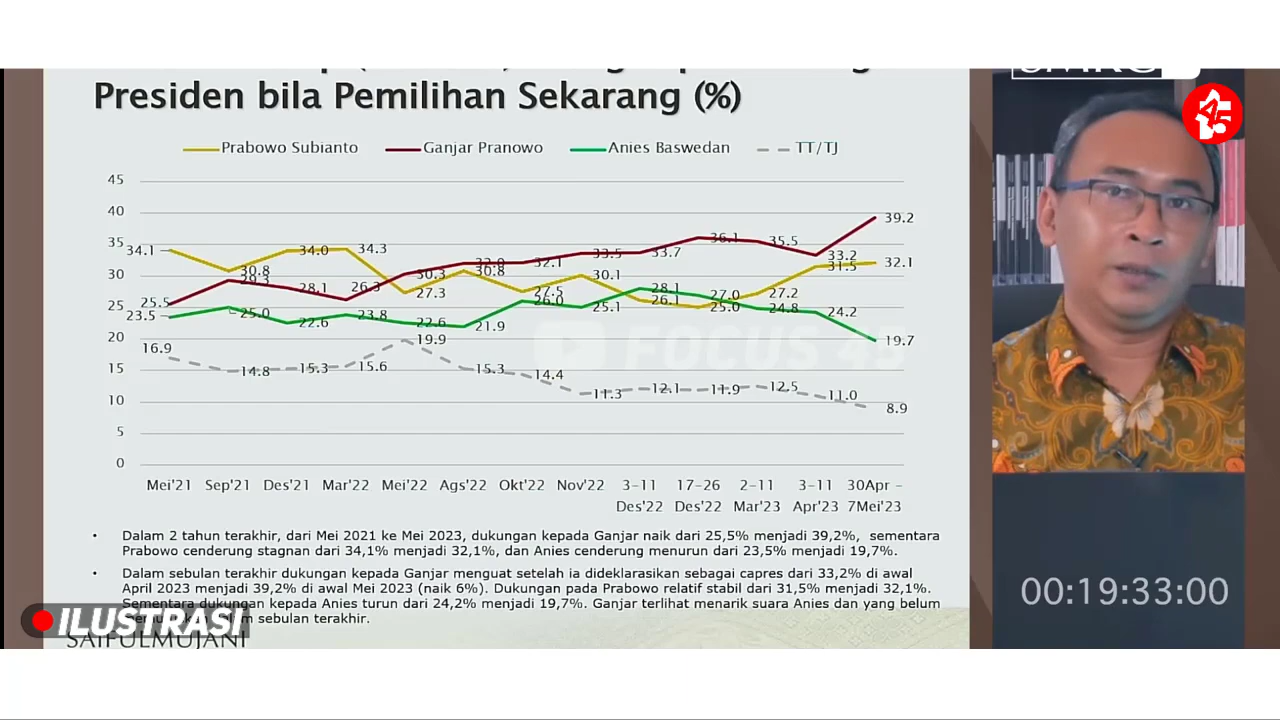 Presiden bila Pemilihan Sekarang (%)
Prabowo Subianto Ganjar Pranowo Anies Baswedan TT/TJ
45
40
35
30
25
20
15
10
5
0
34.1 30.8 34.0 34.3 27.3 30.8 27.5 30.1 26.1 25.0 27.2 31.5 32.1
25.5 29.3 28.1 26.3 30.3 32.0 32.1 33.5 33.7 36.1 35.5 33.2 39.2
23.5 25.0 22.6 23.8 22.6 21.9 26.0 25.1 28.1 27.0 24.8 24.2 19.7
16.9 14.8 15.3 15.6 19.9 15.3 14.4 11.3 12.1 11.9 12.5 11.0 8.9
Mei'21 Sep'21 Des'21 Mar'22 Mei'22 Ags'22 Okt'22 Nov'22 3-11 17-26 2-11 3-11 30Apr -
Des'22 Des'22 Mar'23 Apr'23 7Mei'23
• Dalam 2 tahun terakhir, dari Mei 2021 ke Mei 2023, dukungan kepada Ganjar naik dari 25,5% menjadi 39,2%, sementara
Prabowo cenderung stagnan dari 34,1% menjadi 32,1%, dan Anies cenderung menurun dari 23,5% menjadi 19,7%.
• Dalam sebulan terakhir dukungan kepada Ganjar menguat setelah ia dideklarasikan sebagai capres dari 33,2% di awal
April 2023 menjadi 39,2% di awal Mei 2023 (naik 6%). Dukungan pada Prabowo relatif stabil dari 31,5% menjadi 32,1%.
Sementara dukungan kepada Anies turun dari 24,2% menjadi 19,7%. Ganjar terlihat menarik suara Anies dan yang belum
sebulan terakhir.
ILUSTRASI
SAIFULMUJANI
FOCUS 45
45
00:19:33:00